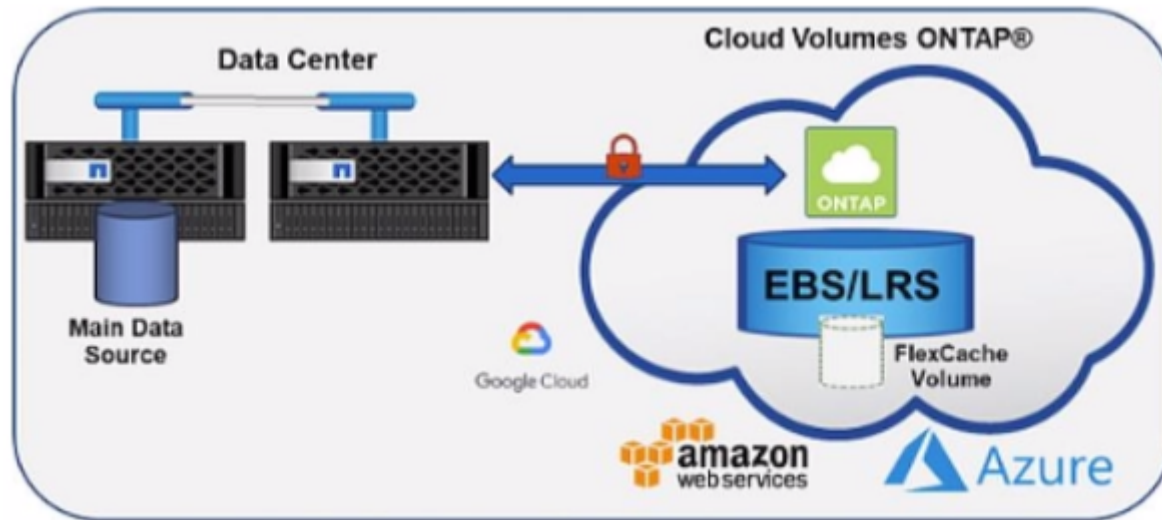 Cloud Volumes ONTAP®
Data Center
ONTAP
EBS/LRS
Main Data
Source
FlexCache
Volume
Google Cloud
amazon
web services
Azure